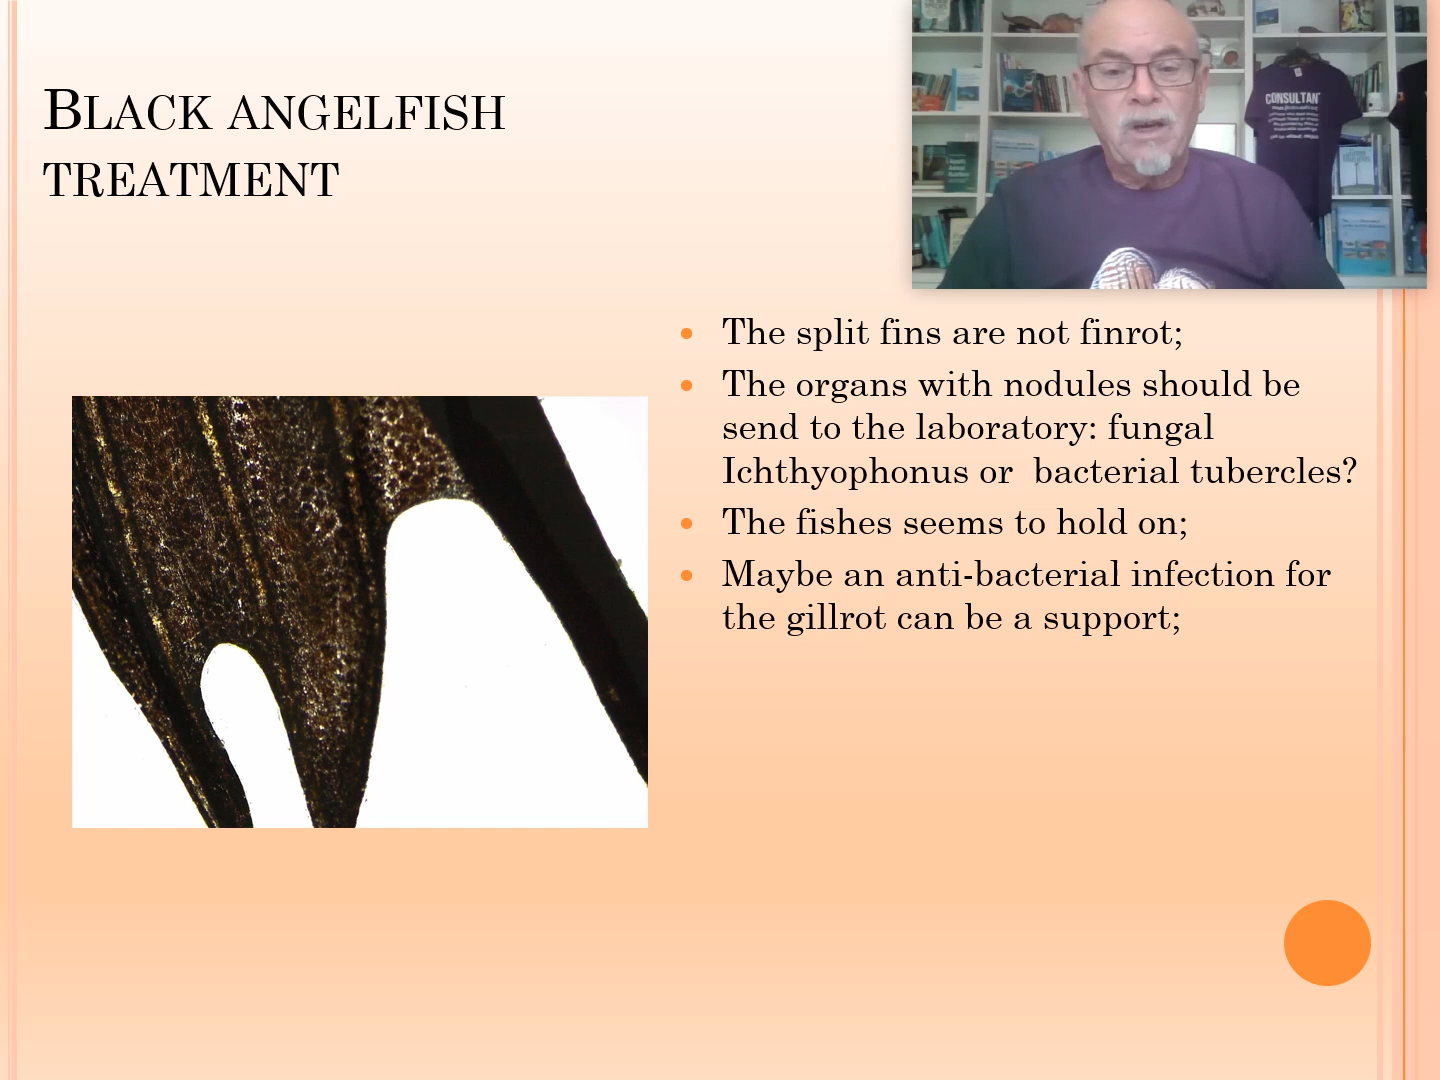 BLACK ANGELFISH
TREATMENT
CONSULTANT
The split fins are not finrot;
The organs with nodules should be
send to the laboratory: fungal
Ichthyophonus or bacterial tubercles?
The fishes seems to hold on;
Maybe an anti-bacterial infection for
the gillrot can be a support;